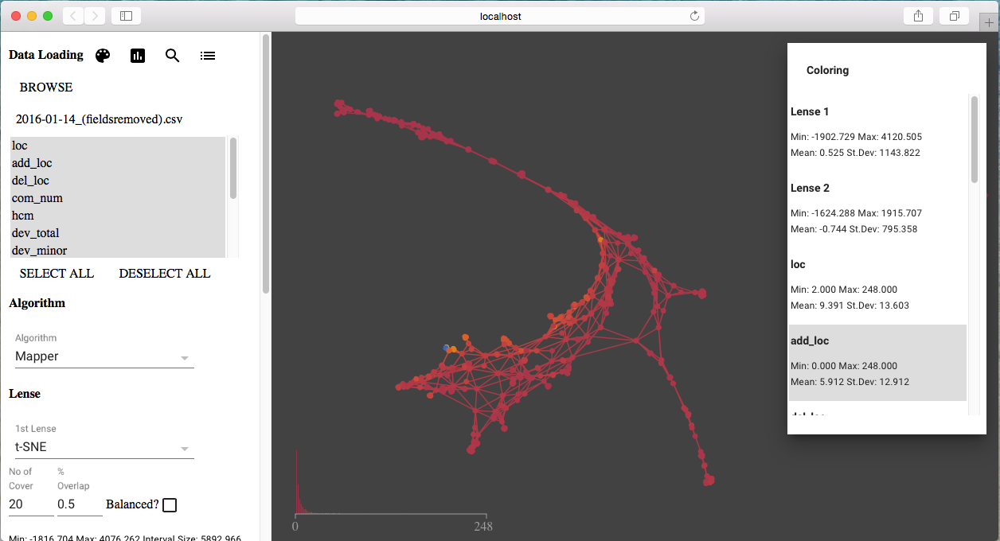 localhost
Data Loading
BROWSE
2016-01-14_(fieldsremoved).csv
loc
add_loc
del_loc
com_num
hcm
dev_total
dev_minor
SELECT ALL DESELECT ALL
Algorithm
Algorithm
Mapper
Lense
1st Lense
t-SNE
No of %
Cover Overlap
20 0.5 Balanced?
Min: -1816.704 Max: 4076.262 Interval Size: 5892.966
0 248
Coloring
Lense 1
Min: -1902.729 Max: 4120.505
Mean: 0.525 St.Dev: 1143.822
Lense 2
Min: -1624.288 Max: 1915.707
Mean: -0.744 St.Dev: 795.358
loc
Min: 2.000 Max: 248.000
Mean: 9.391 St.Dev: 13.603
add_loc
Min: 0.000 Max: 248.000
Mean: 5.912 St.Dev: 12.912
del_loc